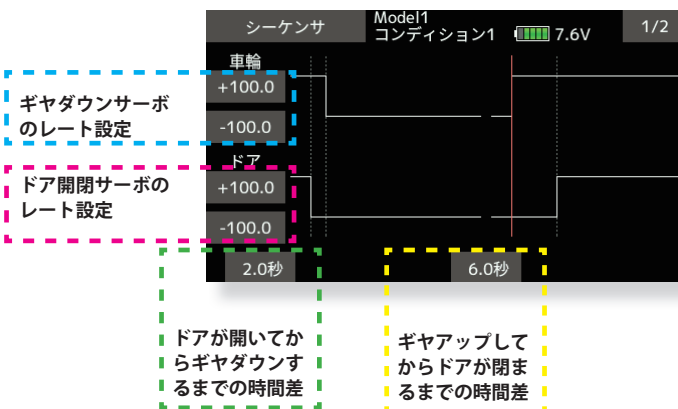 シーケンサ
Model1
コンディション1
7.6V
1/2
車輪
+100.0
-100.0
ギヤダウンサーボ
のレート設定
ドア
+100.0
-100.0
ドア開閉サーボの
レート設定
2.0秒
6.0秒
ドアが開いてか
らギヤダウンす
るまでの時間差
ギヤアップして
からドアが閉ま
るまでの時間差